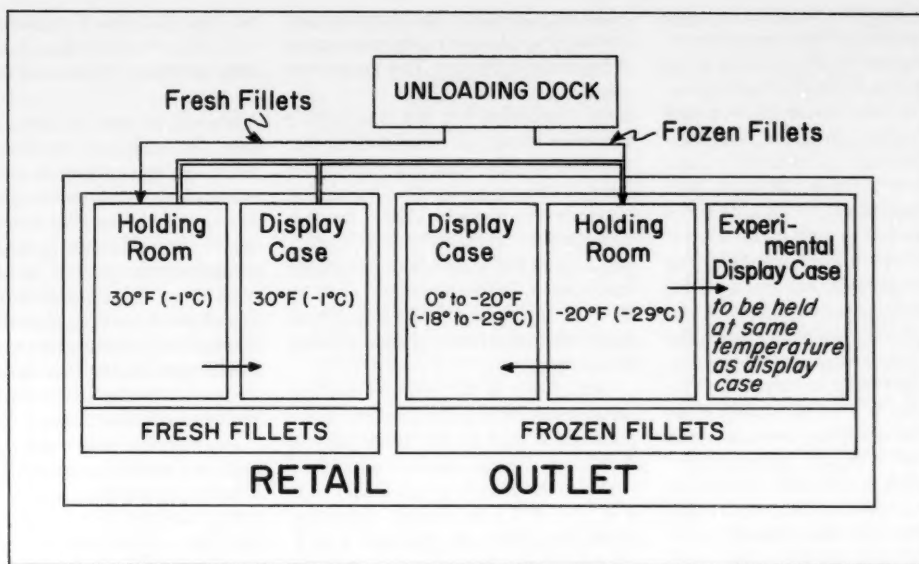 UNLOADING DOCK
Fresh Fillets
Frozen Fillets
Holding
Room
30°F (-1°C)
Display
Case
30°F (-1°C)
FRESH FILLETS
Display
Case
0° to -20°F
(-18° to -29°C)
Holding
Room
-20°F (-29°C)
Experi-
mental
Display Case
to be held
at same
temperature
as display
case
FROZEN FILLETS
RETAIL OUTLET